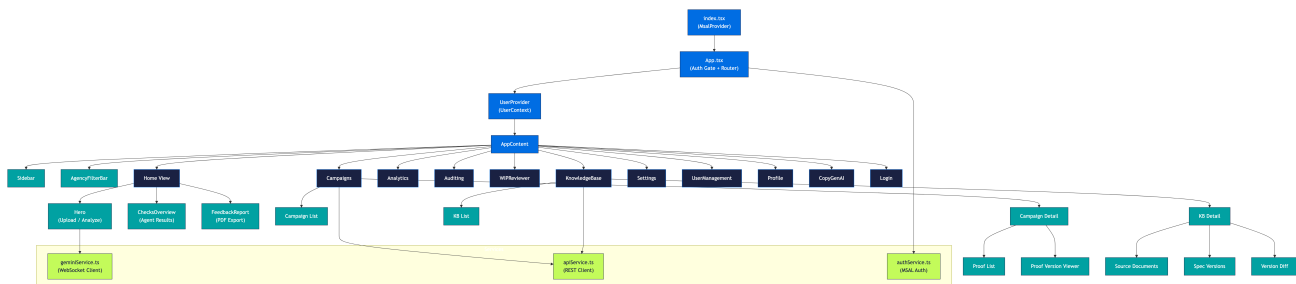 index.tsx
(MsalProvider)
App.tsx
(Auth Gate + Router)
UserProvider
(UserContext)
AppContent
Sidebar
AgencyFilterBar
Home View
Campaigns
Analytics
Auditing
WIPReviewer
KnowledgeBase
Settings
UserManagement
Profile
CopyGenAI
Login
Hero
(Upload / Analyze)
ChecksOverview
(Agent Results)
FeedbackReport
(PDF Export)
Campaign List
KB List
Campaign Detail
KB Detail
geminiService.ts
(WebSocket Client)
apiService.ts
(REST Client)
authService.ts
(MSAL Auth)
Proof List
Proof Version Viewer
Source Documents
Spec Versions
Version Diff